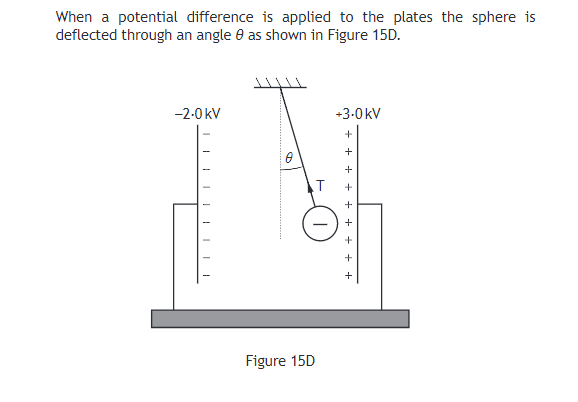 When a potential difference is applied to the plates the sphere is
deflected through an angle θ as shown in Figure 15D.
−2·0 kV
+3·0 kV
θ
T
Figure 15D